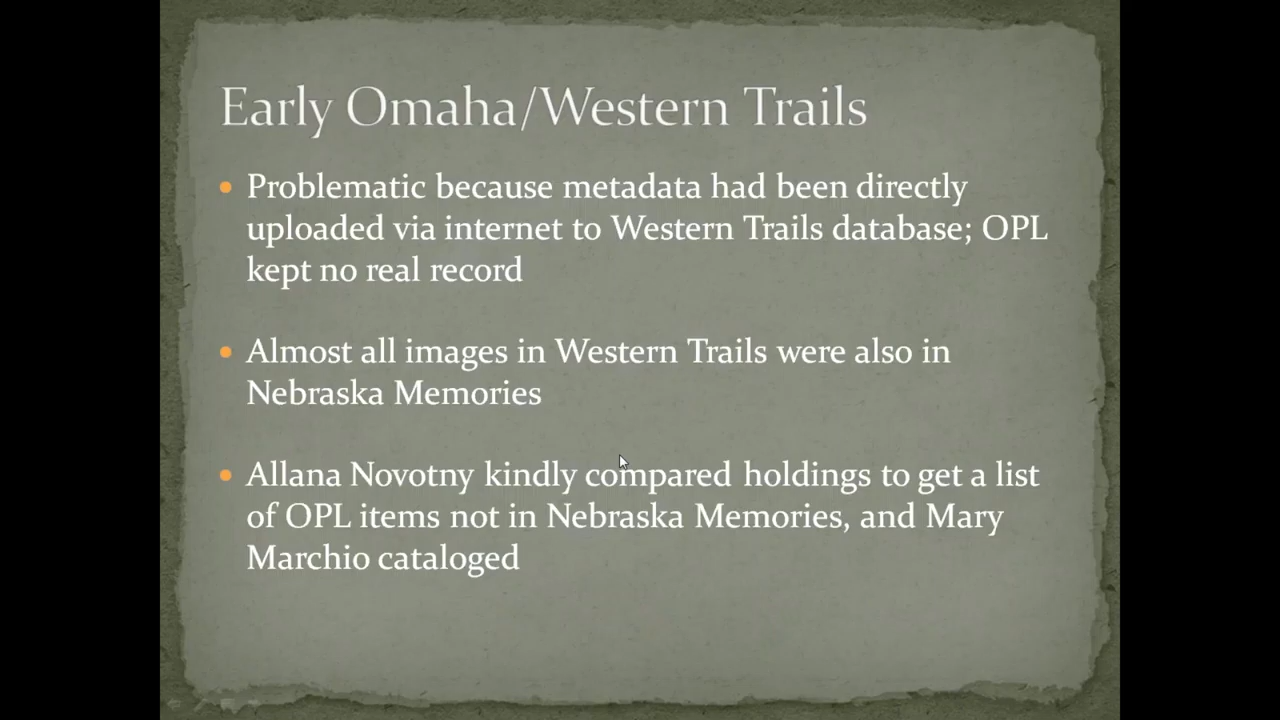 Early Omaha/Western Trails
• Problematic because metadata had been directly
uploaded via internet to Western Trails database; OPL
kept no real record
• Almost all images in Western Trails were also in
Nebraska Memories
• Allana Novotny kindly compared holdings to get a list
of OPL items not in Nebraska Memories, and Mary
Marchio cataloged